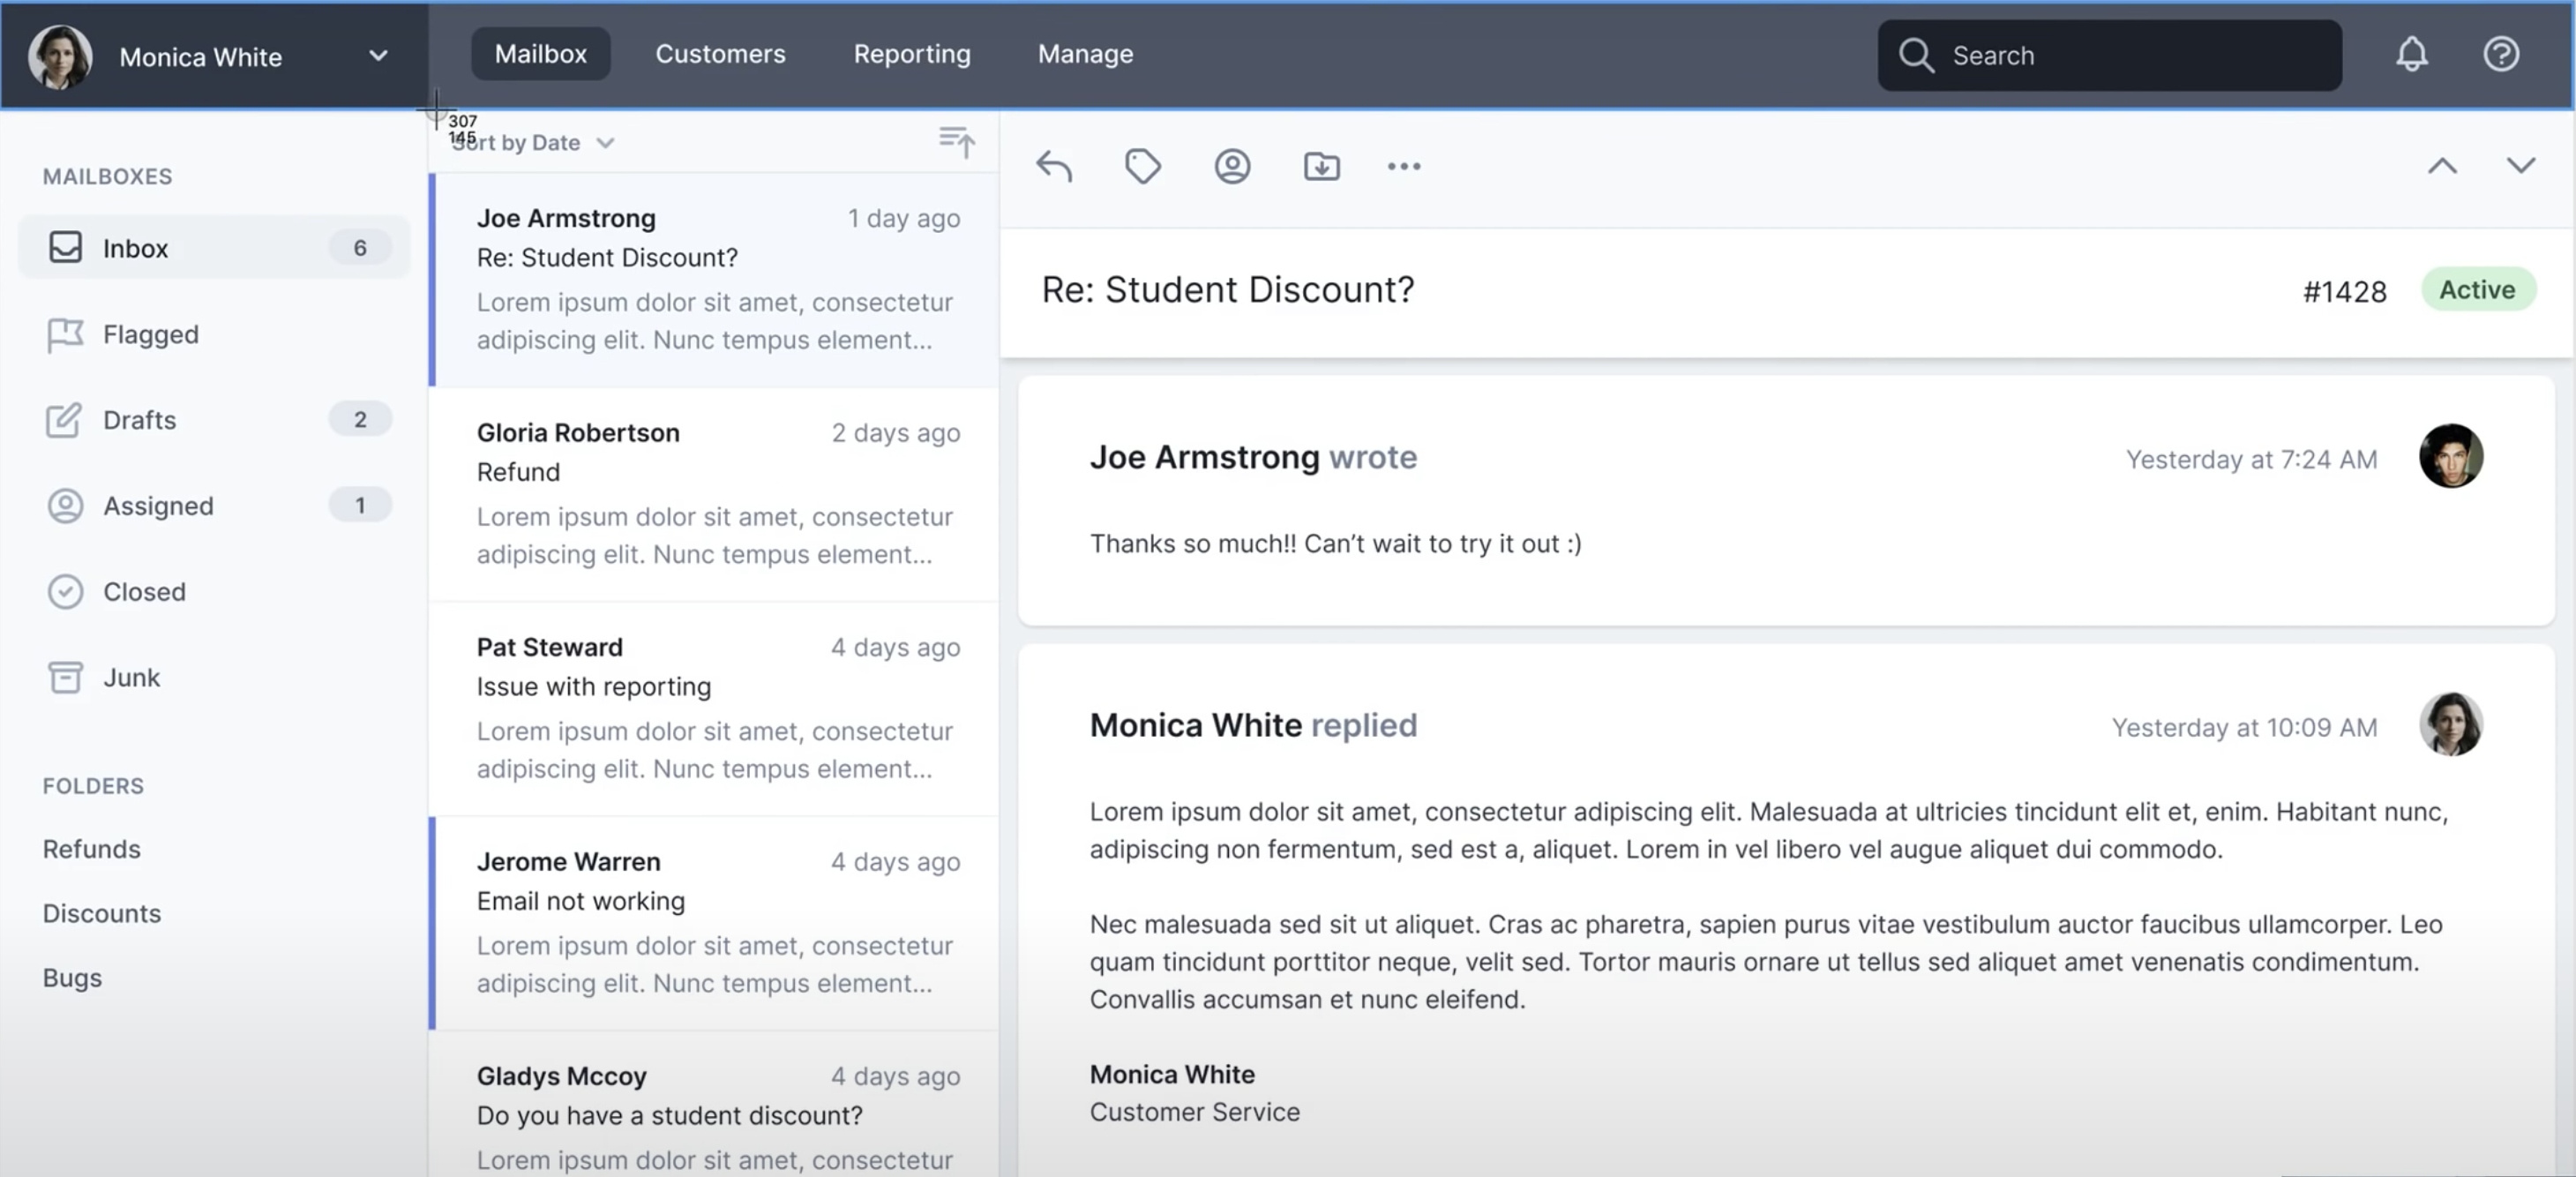 Monica White
Mailbox Customers Reporting Manage
Search
307
145
Sort by Date
MAILBOXES
Inbox 6
Flagged
Drafts 2
Assigned 1
Closed
Junk
FOLDERS
Refunds
Discounts
Bugs
Joe Armstrong 1 day ago
Re: Student Discount?
Lorem ipsum dolor sit amet, consectetur
adipiscing elit. Nunc tempus element...
Gloria Robertson 2 days ago
Refund
Lorem ipsum dolor sit amet, consectetur
adipiscing elit. Nunc tempus element...
Pat Steward 4 days ago
Issue with reporting
Lorem ipsum dolor sit amet, consectetur
adipiscing elit. Nunc tempus element...
Jerome Warren 4 days ago
Email not working
Lorem ipsum dolor sit amet, consectetur
adipiscing elit. Nunc tempus element...
Gladys Mccoy 4 days ago
Do you have a student discount?
Lorem ipsum dolor sit amet, consectetur
Re: Student Discount? #1428 Active
Joe Armstrong wrote Yesterday at 7:24 AM
Thanks so much!! Can’t wait to try it out :)
Monica White replied Yesterday at 10:09 AM
Lorem ipsum dolor sit amet, consectetur adipiscing elit. Malesuada at ultricies tincidunt elit et, enim. Habitant nunc,
adipiscing non fermentum, sed est a, aliquet. Lorem in vel libero vel augue aliquet dui commodo.
Nec malesuada sed sit ut aliquet. Cras ac pharetra, sapien purus vitae vestibulum auctor faucibus ullamcorper. Leo
quam tincidunt porttitor neque, velit sed. Tortor mauris ornare ut tellus sed aliquet amet venenatis condimentum.
Convallis accumsan et nunc eleifend.
Monica White
Customer Service